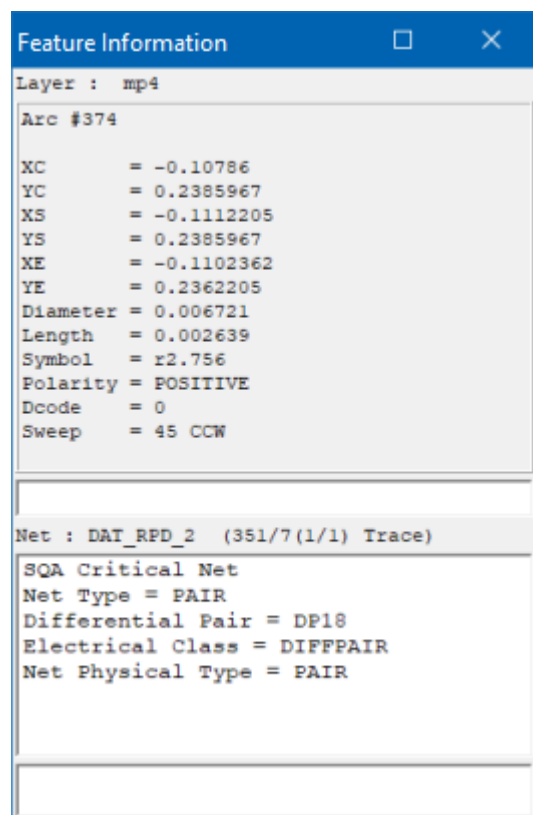 Feature Information
Layer : mp4
Arc #374
XC = -0.10786
YC = 0.2385967
XS = -0.1112205
YS = 0.2385967
XE = -0.1102362
YE = 0.2362205
Diameter = 0.006721
Length = 0.002639
Symbol = r2.756
Polarity = POSITIVE
Dcode = 0
Sweep = 45 CCW
Net : DAT_RPD_2 (351/7(1/1) Trace)
SQA Critical Net
Net Type = PAIR
Differential Pair = DP18
Electrical Class = DIFFPAIR
Net Physical Type = PAIR